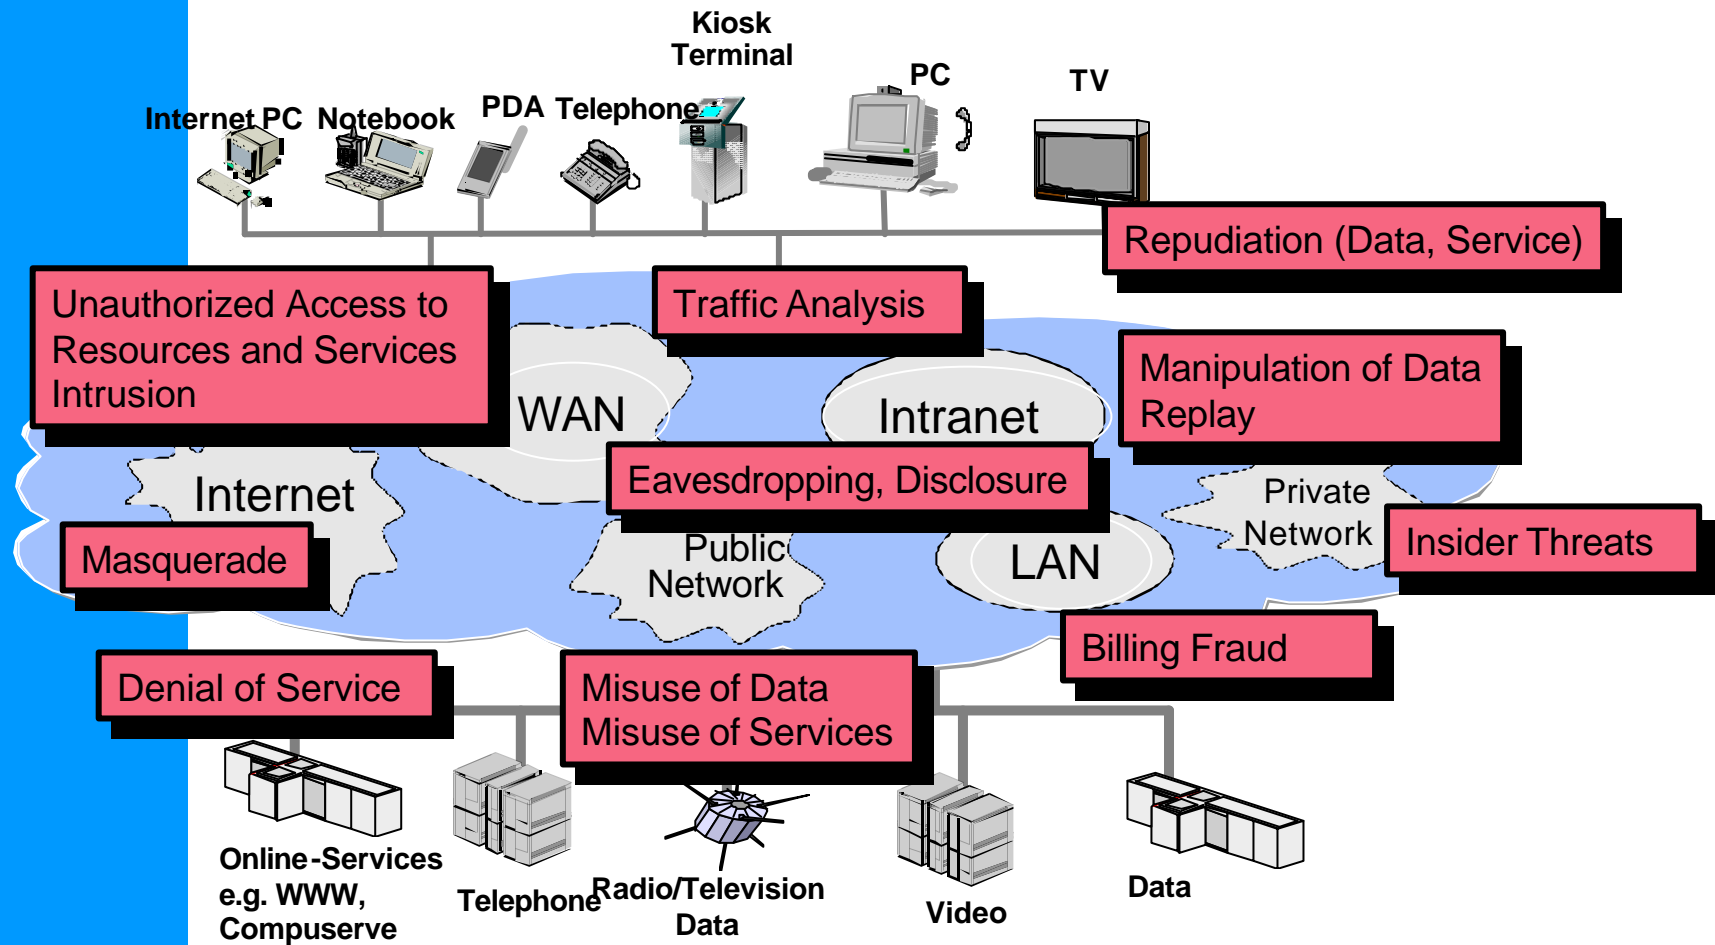 Kiosk
Terminal
PC
TV
Internet PC
Notebook
PDA
Telephone
Repudiation (Data, Service)
Unauthorized Access to
Resources and Services
Intrusion
Traffic Analysis
Manipulation of Data
Replay
WAN
Intranet
Eavesdropping, Disclosure
Internet
Private
Network
Insider Threats
Masquerade
Public
Network
LAN
Billing Fraud
Denial of Service
Misuse of Data
Misuse of Services
Online-Services
e.g. WWW,
Compuserve
Telephone
Radio/Television
Data
Video
Data